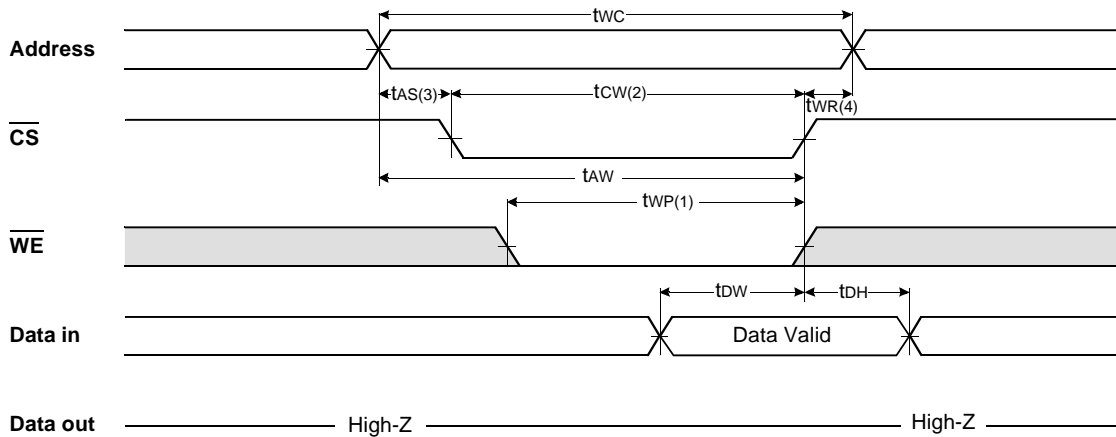 tWC
Address
tAS(3) tCW(2) tWR(4)
CS
tAW
tWP(1)
WE
tDW tDH
Data in Data Valid
Data out High-Z High-Z